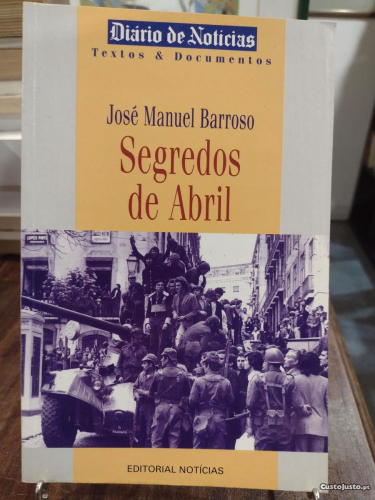 Diário de Notícias
Textos & Documentos
José Manuel Barroso
Segredos
de Abril
EDITORIAL NOTÍCIAS
Custojusto.pt